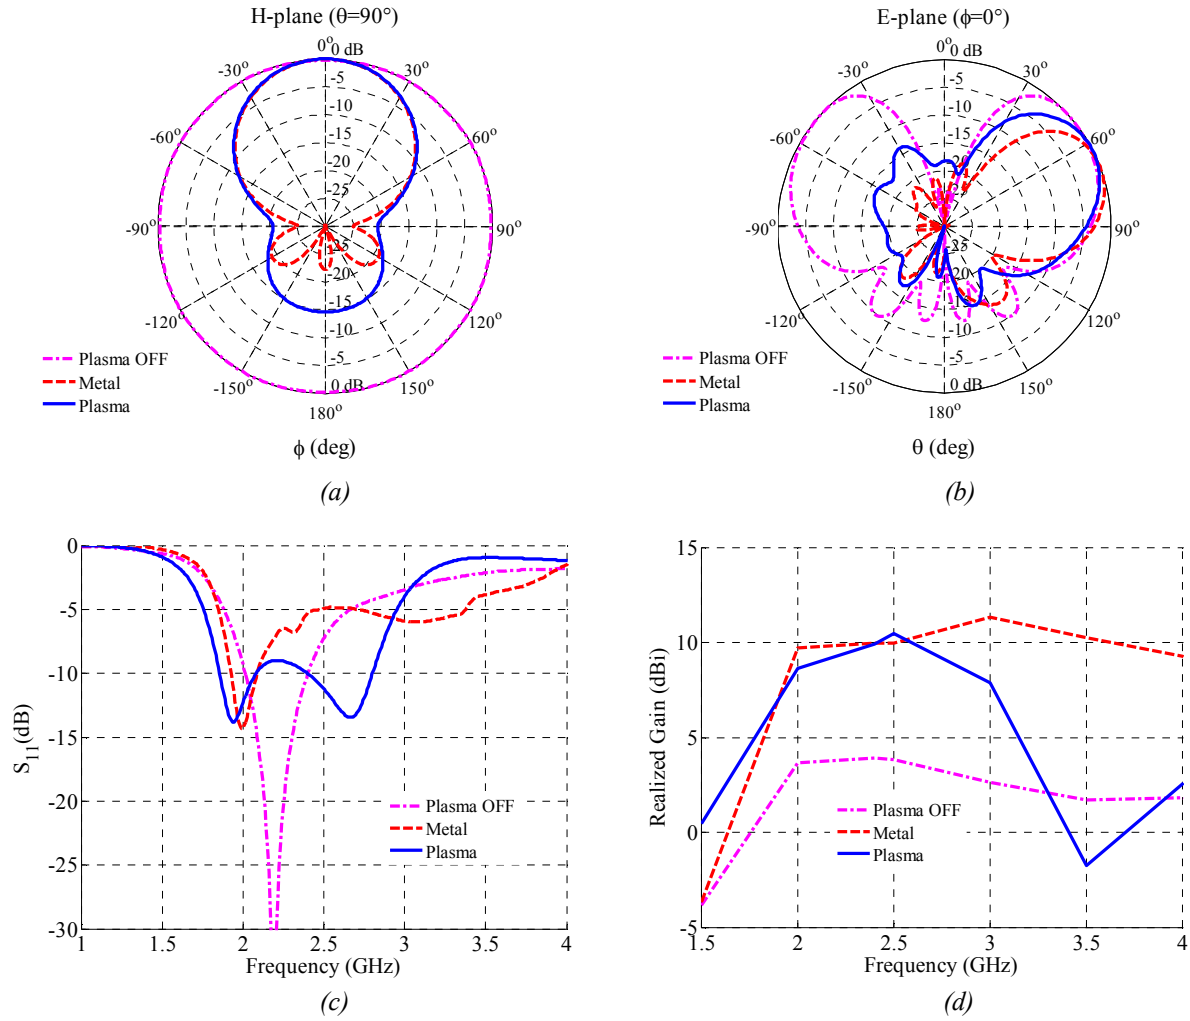 H-plane (θ=90°)
0° 0 dB
-30° 30°
-5
-10
-60° 60°
-15
-20
-25
-90° 90°
-25
-20
-15
-120° 120°
-10
-5
-150° 0 dB 150°
180°
Plasma OFF
Metal
Plasma
ϕ (deg)
(a)
E-plane (ϕ=0°)
0° 0 dB
-30° 30°
-5
-10
-60° 60°
-15
-20
-25
-90° 90°
-25
-20
-15
-120° 120°
-10
-5
-150° 0 dB 150°
180°
Plasma OFF
Metal
Plasma
θ (deg)
(b)
S11(dB)
0
-5
-10
-15
-20
-25
-30
1 1.5 2 2.5 3 3.5 4
Frequency (GHz)
Plasma OFF
Metal
Plasma
(c)
Realized Gain (dBi)
15
10
5
0
-5
1.5 2 2.5 3 3.5 4
Frequency (GHz)
Plasma OFF
Metal
Plasma
(d)